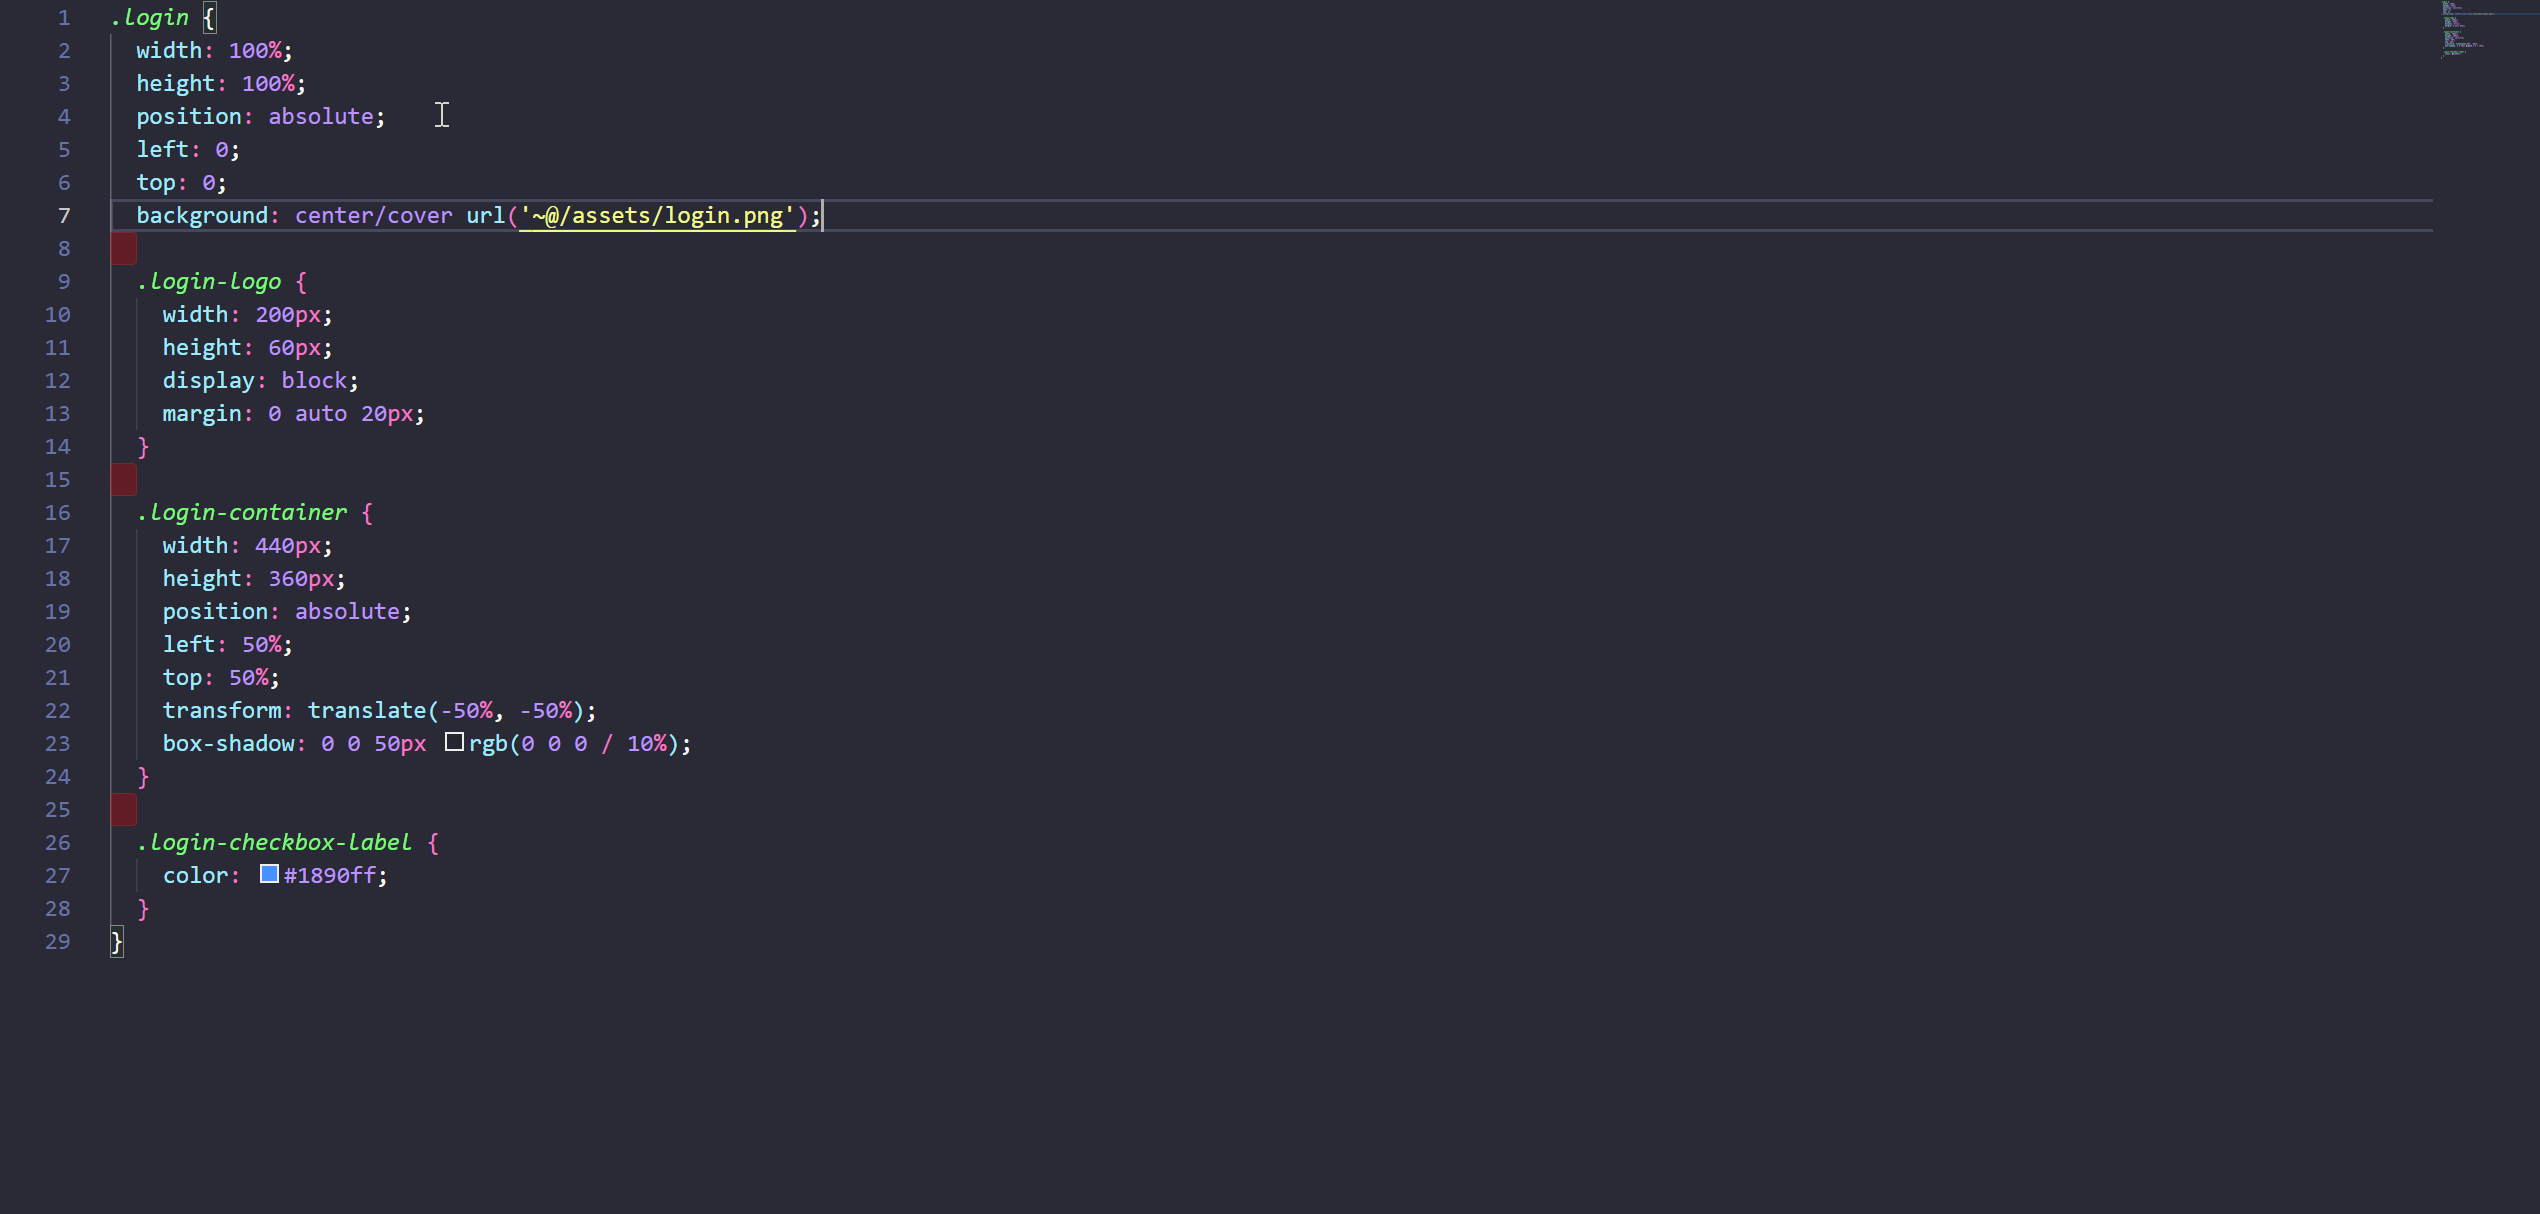 1 .login {
2   width: 100%;
3   height: 100%;
4   position: absolute;
5   left: 0;
6   top: 0;
7   background: center/cover url('~@/assets/login.png');
8
9   .login-logo {
10     width: 200px;
11     height: 60px;
12     display: block;
13     margin: 0 auto 20px;
14   }
15
16   .login-container {
17     width: 440px;
18     height: 360px;
19     position: absolute;
20     left: 50%;
21     top: 50%;
22     transform: translate(-50%, -50%);
23     box-shadow: 0 0 50px rgb(0 0 0 / 10%);
24   }
25
26   .login-checkbox-label {
27     color: #1890ff;
28   }
29 }